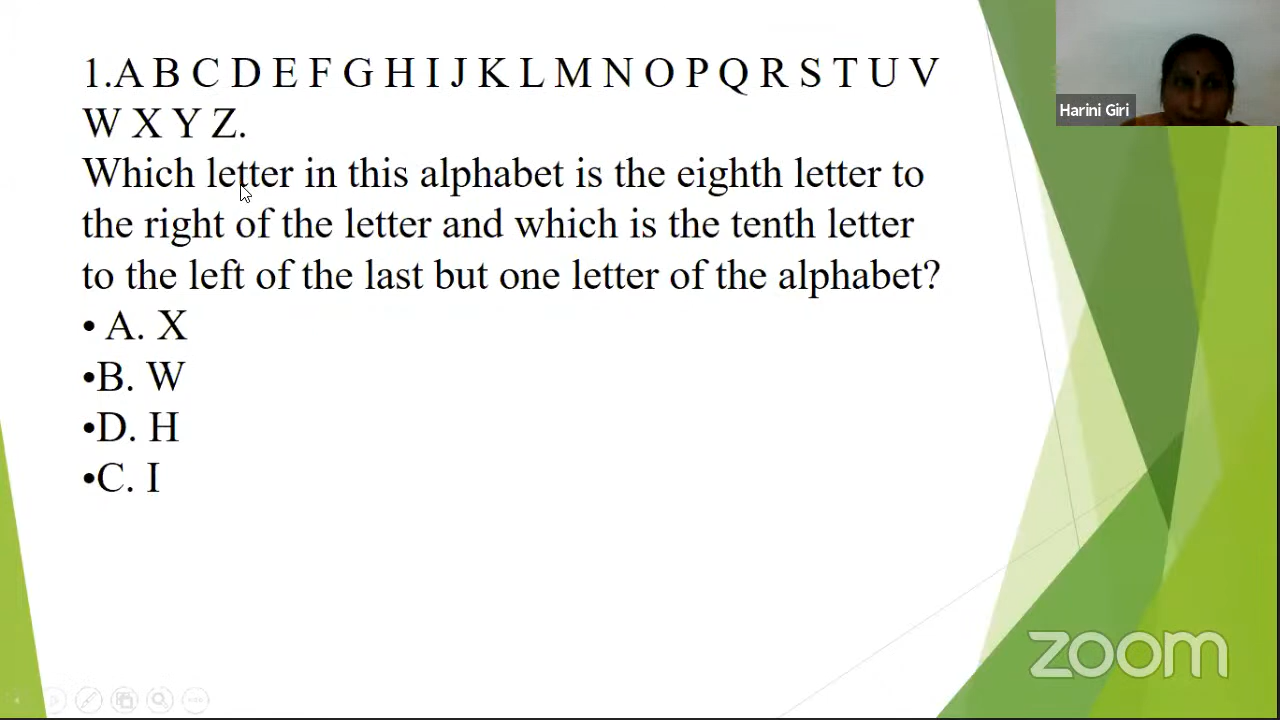 1.A B C D E F G H I J K L M N O P Q R S T U V
W X Y Z.
Which letter in this alphabet is the eighth letter to
the right of the letter and which is the tenth letter
to the left of the last but one letter of the alphabet?
• A. X
•B. W
•D. H
•C. I
Harini Giri
zoom